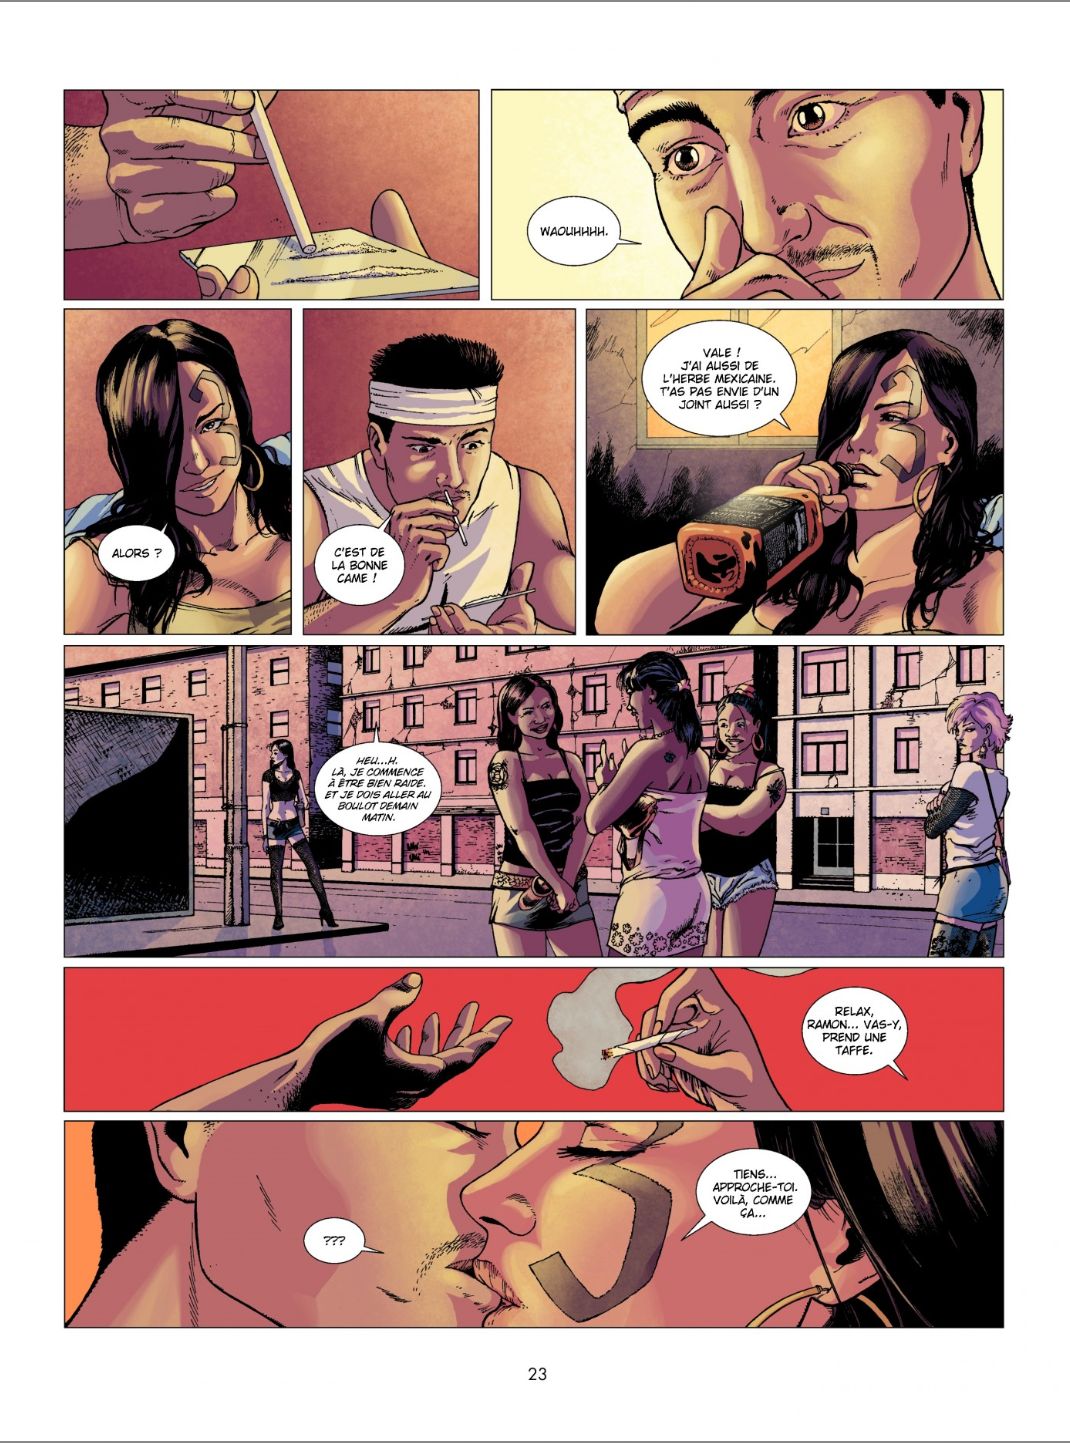 WAOUHHHH.
ALORS ?
C'EST DE
LA BONNE
CAME !
VALE !
J'AI AUSSI DE
L'HERBE MEXICAINE.
T'AS PAS ENVIE D'UN
JOINT AUSSI ?
HEU...H.
LÀ, JE COMMENCE
À ÊTRE BIEN RAIDE.
ET JE DOIS ALLER AU
BOULOT DEMAIN
MATIN.
RELAX,
RAMON... VAS-Y,
PREND UNE
TAFFE.
TIENS...
APPROCHE-TOI.
VOILÀ, COMME
ÇA...
???
23